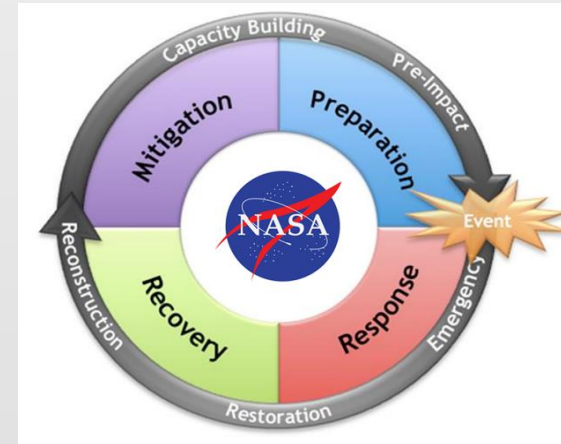 Capacity Building
Pre-Impact
Mitigation
Preparation
NASA
Event
Reconstruction
Recovery
Response
Emergency
Restoration